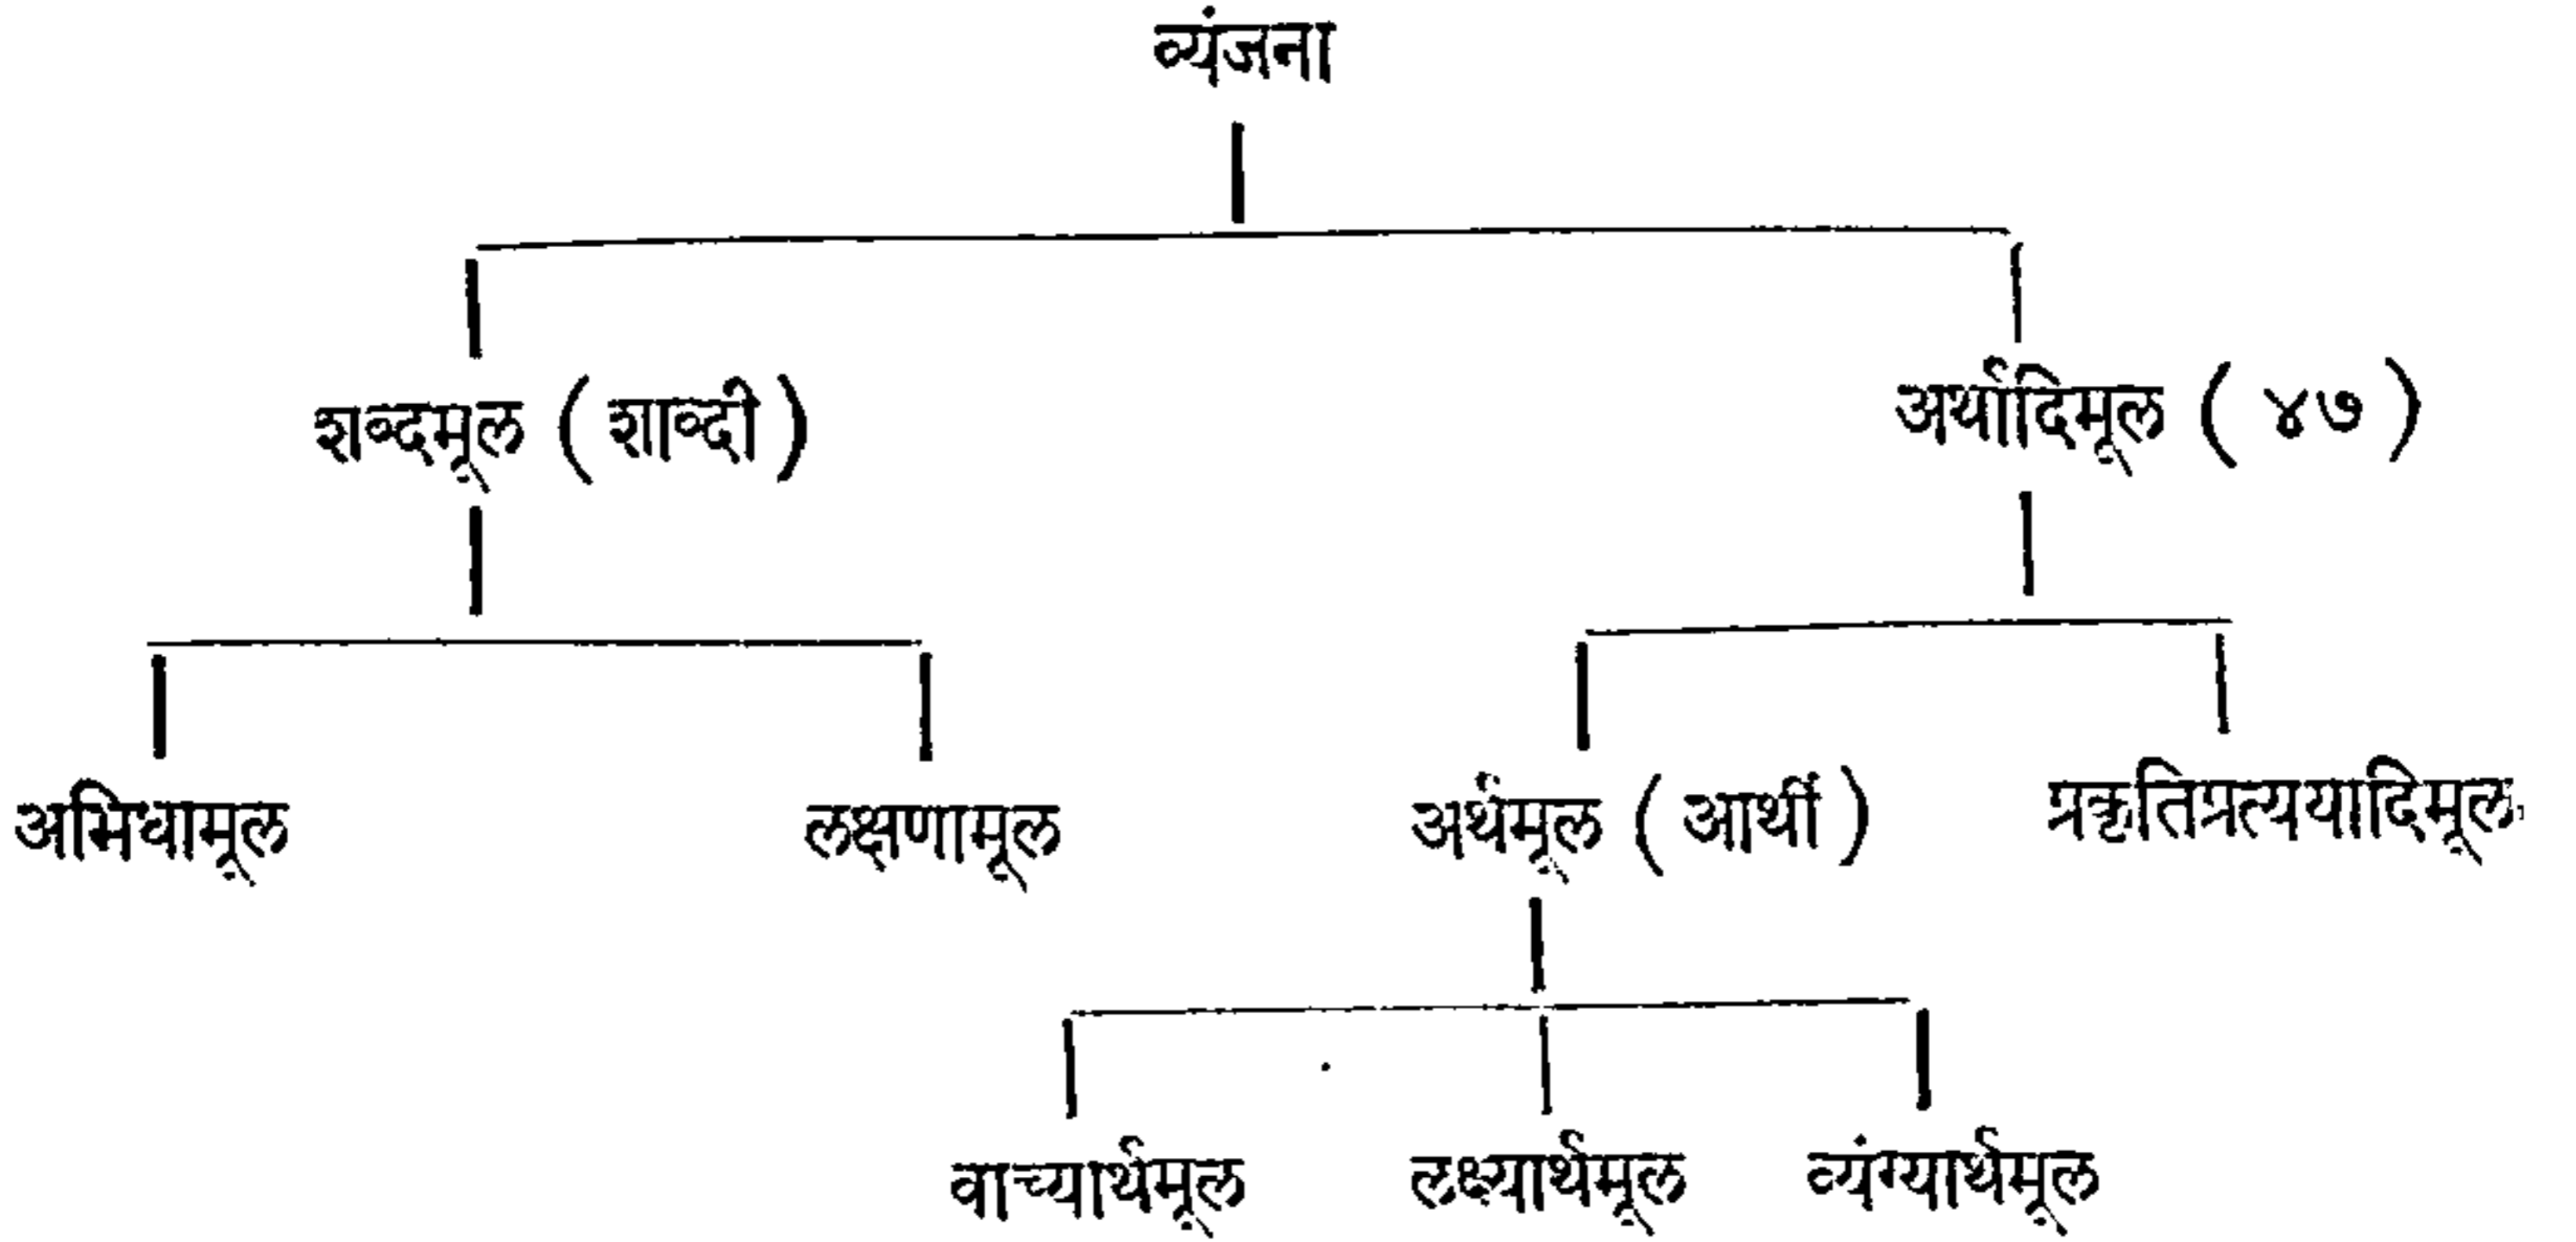 व्यंजना
शब्दमूल ( शाब्दी ) अर्थादिमूल ( ४७ )
अभिधामूल लक्षणामूल अर्थमूल ( आर्थी ) प्रकृतिप्रत्ययादिमूल
वाच्यार्थमूल लक्ष्यार्थमूल व्यंग्यार्थमूल